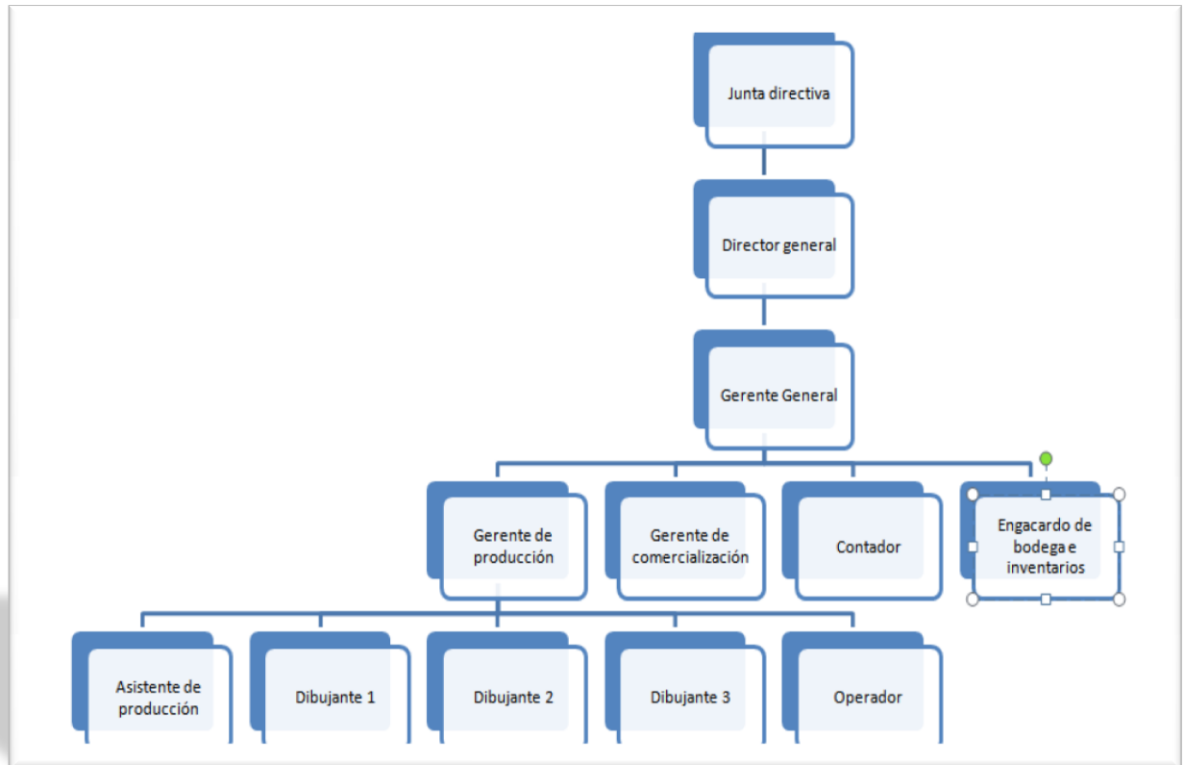 Junta directiva
Director general
Gerente General
Gerente de
producción
Gerente de
comercialización
Contador
Engacardo de
bodega e
inventarios
Asistente de
producción
Dibujante 1
Dibujante 2
Dibujante 3
Operador